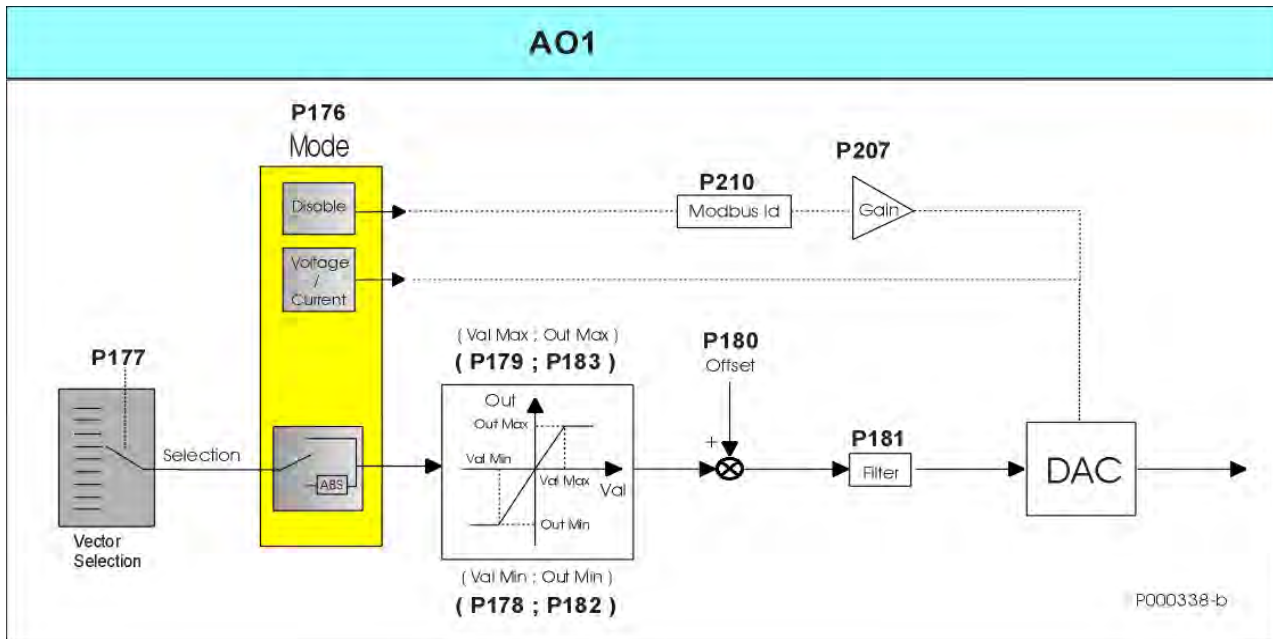 AO1
P176
Mode
Disable
Voltage
/
Current
P210
Modbus Id
P207
Gain
P177
Selection
Vector
Selection
ABS
( Val Max ; Out Max )
( P179 ; P183 )
Out
Out Max
Val Min
Val Max
Val
Out Min
( Val Min ; Out Min )
( P178 ; P182 )
P180
Offset
+
P181
Filter
DAC
P000338-b